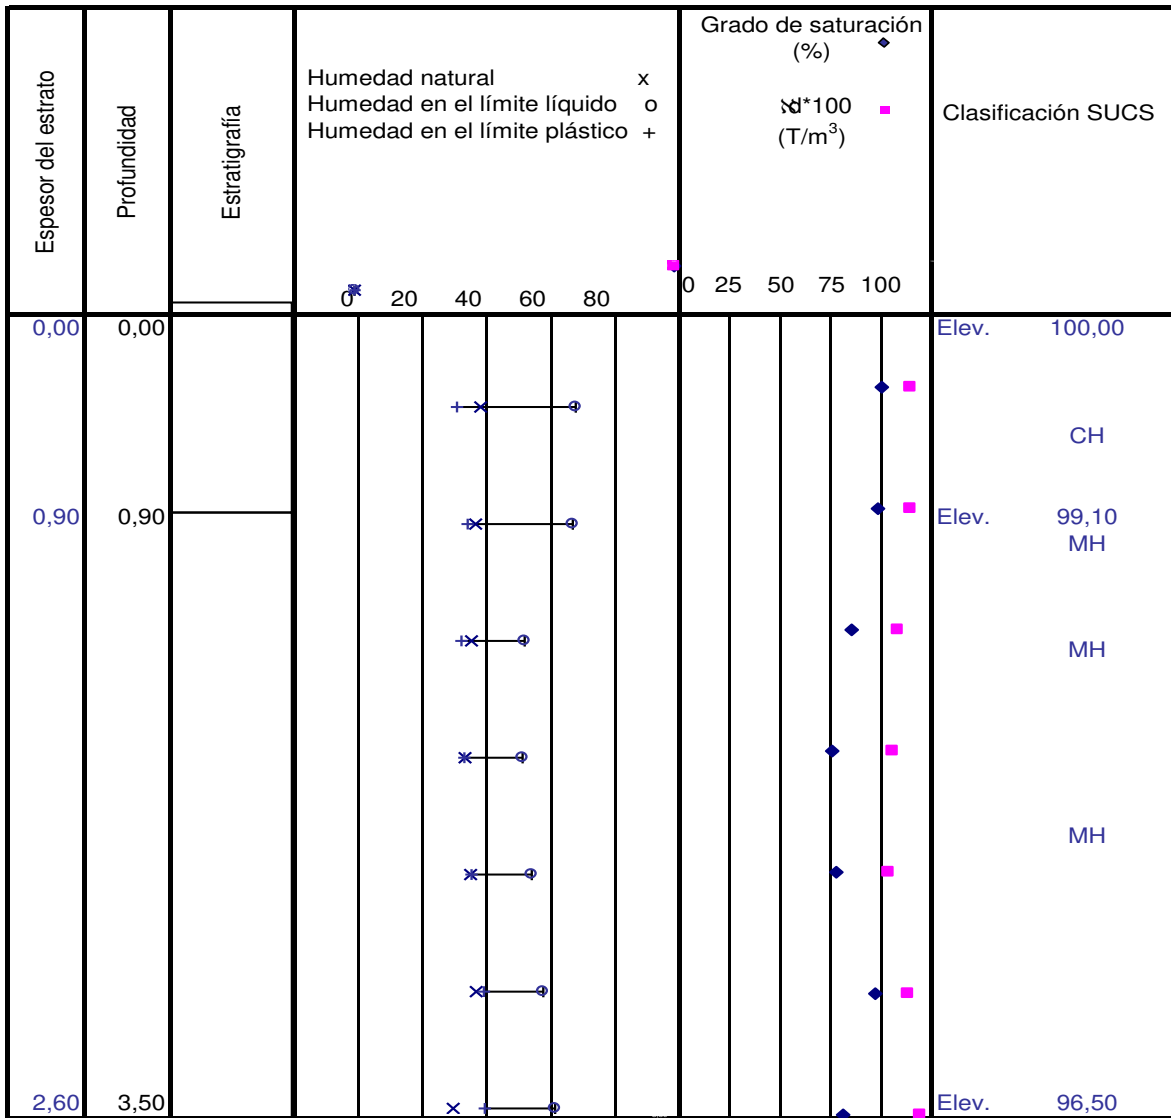 Espesor del estrato
Profundidad
Estratigrafía
Humedad natural x
Humedad en el límite líquido o
Humedad en el límite plástico +
Grado de saturación
(%)
d*100
(T/m³)
Clasificación SUCS
0 20 40 60 80
0 25 50 75 100
0,00 0,00 Elev. 100,00
CH
0,90 0,90 Elev. 99,10
MH
MH
MH
2,60 3,50 Elev. 96,50